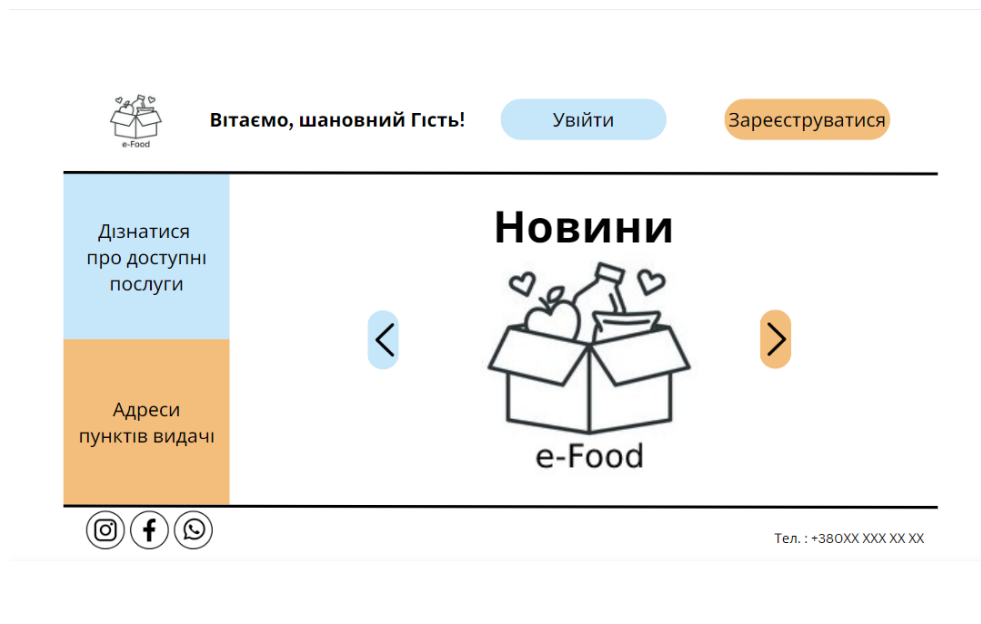 e-Food
Вітаємо, шановний Гість!
Увійти
Зареєструватися
Дізнатися
про доступні
послуги
Адреси
пунктів видачі
Новини
e-Food
Тел. : +380XX XXX XX XX